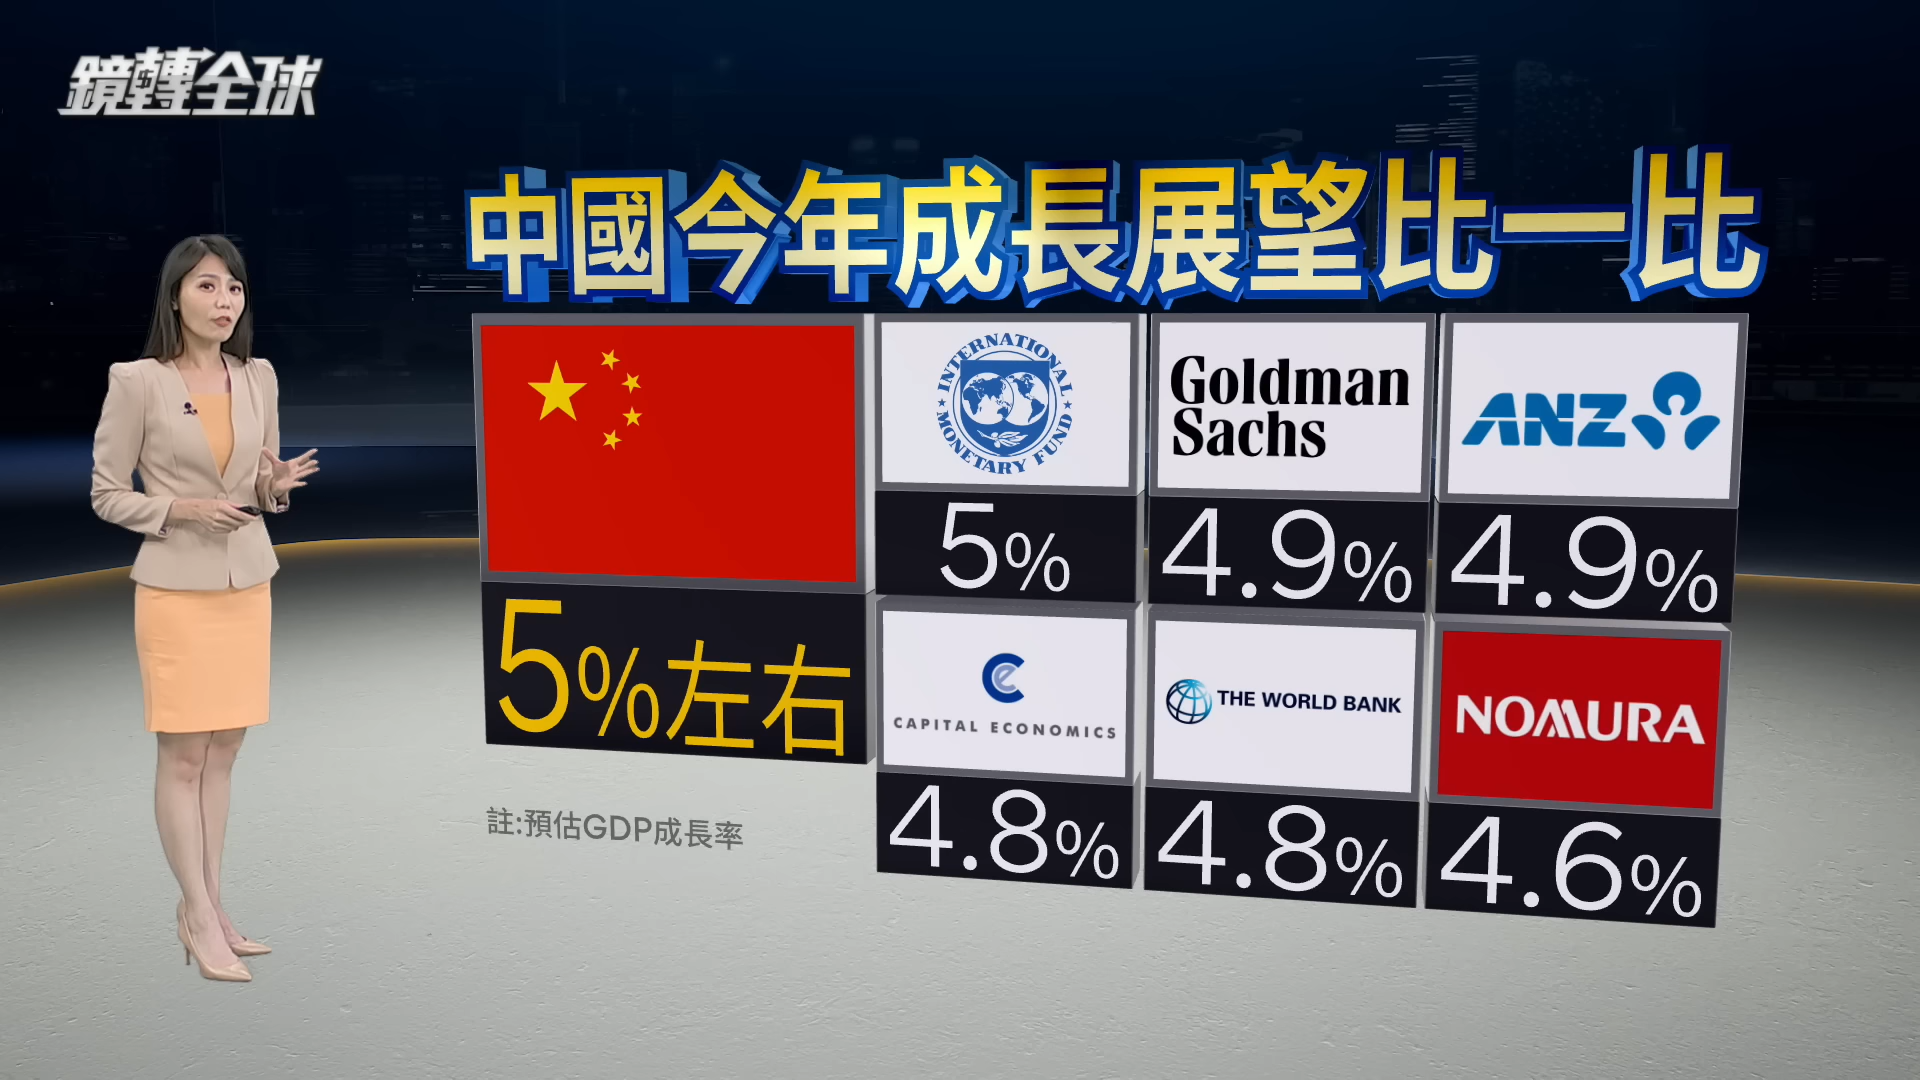 鏡轉全球
中國今年成長展望比一比
INTERNATIONAL MONETARY FUND
Goldman
Sachs
ANZ
5%
4.9%
4.9%
5%左右
CAPITAL ECONOMICS
THE WORLD BANK
NOMURA
4.8%
4.8%
4.6%
註:預估GDP成長率